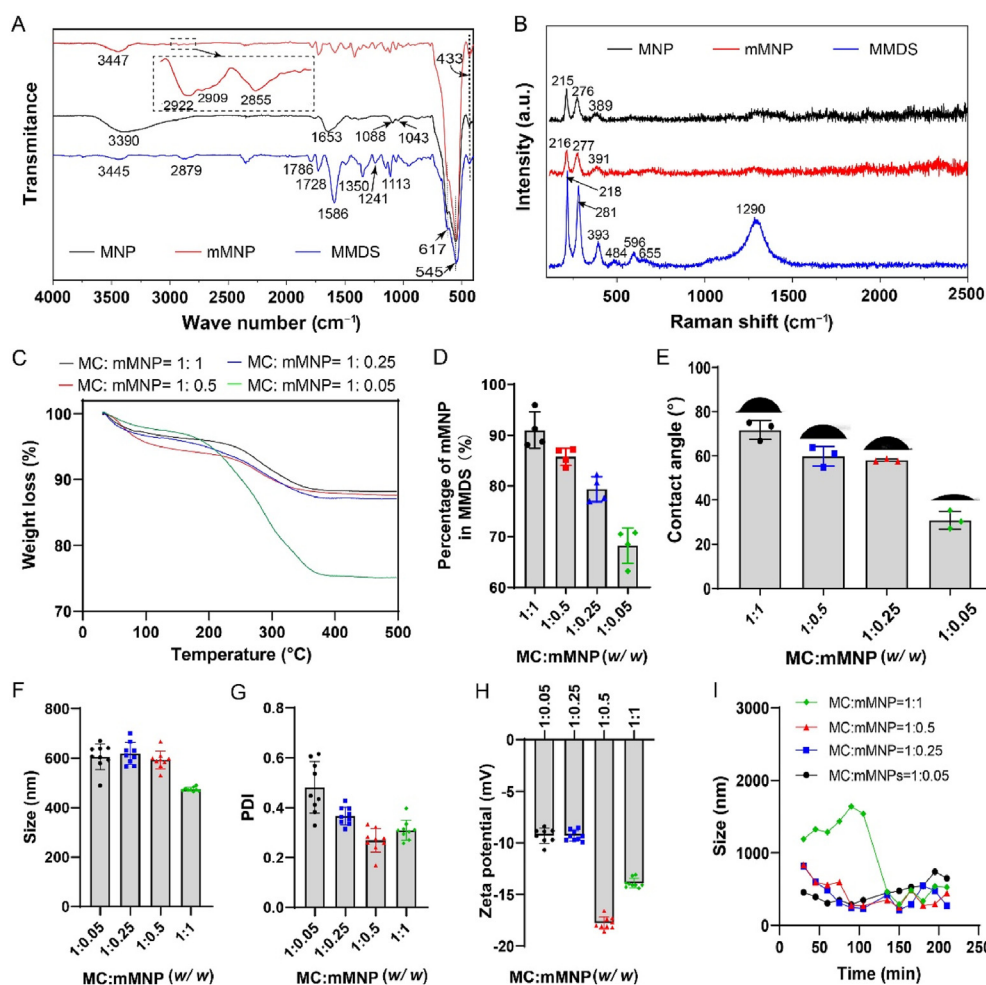 A
Transmitance
3447
433
2922
2909
2855
3390
1653
1088
1043
3445
2879
1786
1728
1586
1350
1241
1113
617
545
MNP
mMNP
MMDS
4000 3500 3000 2500 2000 1500 1000 500
Wave number (cm⁻¹)
B
Intensity (a.u.)
MNP
mMNP
MMDS
215
276
389
216
277
391
218
281
393
484
596
655
1290
500 1000 1500 2000 2500
Raman shift (cm⁻¹)
C
MC: mMNP= 1: 1
MC: mMNP= 1: 0.25
MC: mMNP= 1: 0.5
MC: mMNP= 1: 0.05
Weight loss (%)
100
90
80
70
0 100 200 300 400 500
Temperature (°C)
D
Percentage of mMNP
in MMDS (%)
100
90
80
70
60
1:1
1:0.5
1:0.25
1:0.05
MC:mMNP (w/ w)
E
Contact angle (°)
100
80
60
40
20
0
1:1
1:0.5
1:0.25
1:0.05
MC:mMNP (w/ w)
F
Size (nm)
800
600
400
200
0
1:0.05
1:0.25
1:0.5
1:1
MC:mMNP (w/ w)
G
PDI
0.8
0.6
0.4
0.2
0.0
1:0.05
1:0.25
1:0.5
1:1
MC:mMNP (w/ w)
H
1:0.05
1:0.25
1:0.5
1:1
Zeta potential (mV)
0
-5
-10
-15
-20
MC:mMNP (w/ w)
I
MC:mMNP=1:1
MC:mMNP=1:0.5
MC:mMNP=1:0.25
MC:mMNPs=1:0.05
Size (nm)
3000
1500
0
0 50 100 150 200
Time (min)